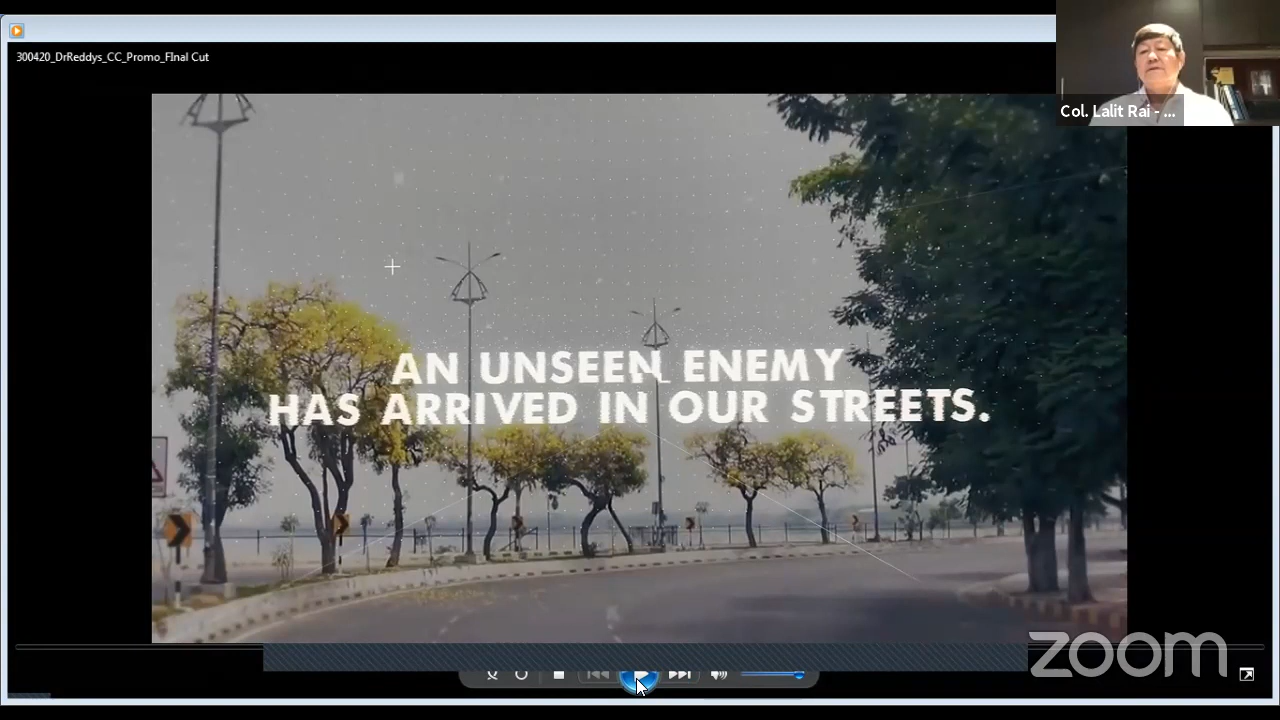 300420_DrReddys_CC_Promo_FInal Cut
Col. Lalit Rai - ...
AN UNSEEN ENEMY
HAS ARRIVED IN OUR STREETS.
zoom